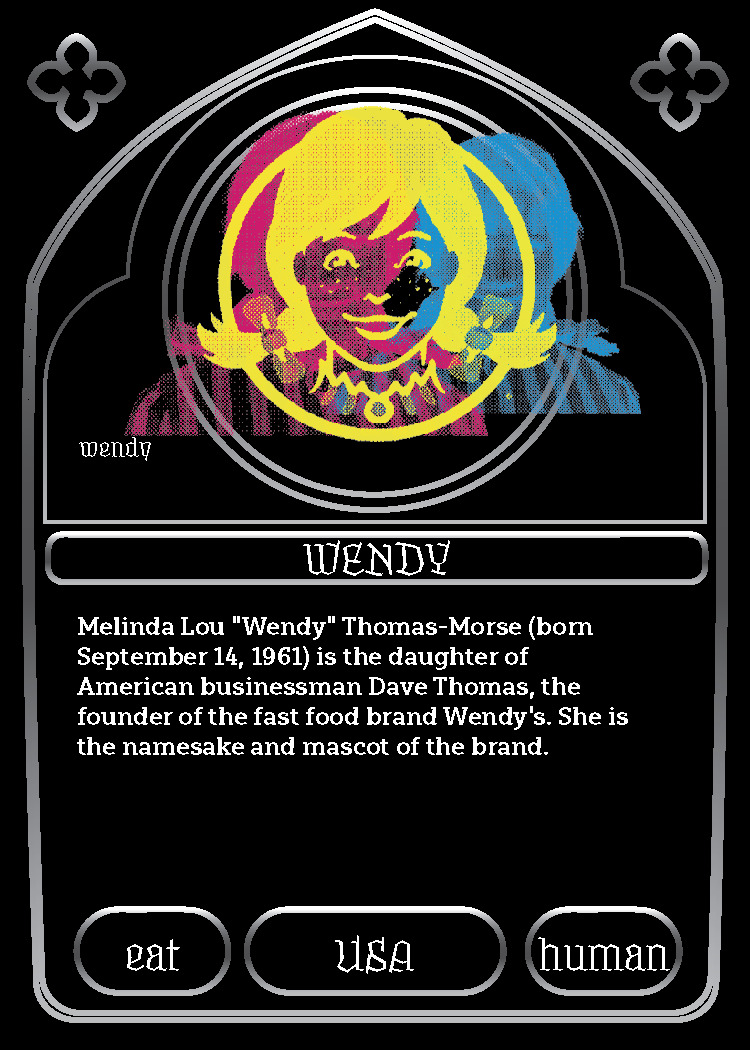 wendy
WENDY
Melinda Lou "Wendy" Thomas-Morse (born
September 14, 1961) is the daughter of
American businessman Dave Thomas, the
founder of the fast food brand Wendy's. She is
the namesake and mascot of the brand.
eat
USA
human